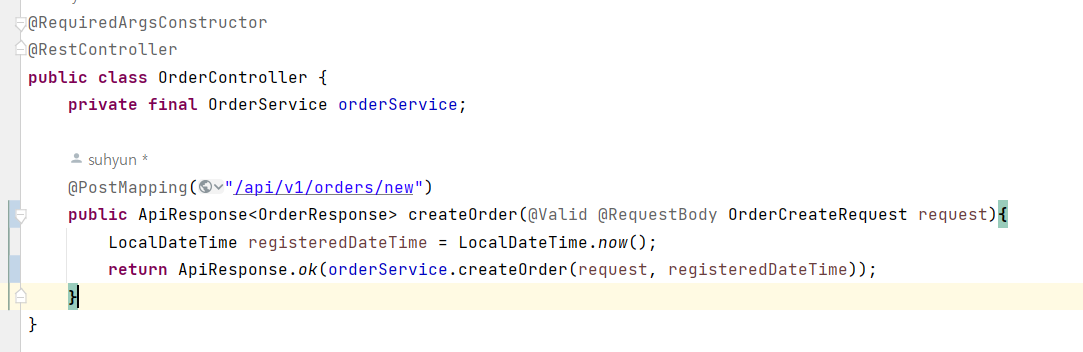 @RequiredArgsConstructor
@RestController
public class OrderController {
    private final OrderService orderService;
    suhyun *
    @PostMapping("/api/v1/orders/new")
    public ApiResponse<OrderResponse> createOrder(@Valid @RequestBody OrderCreateRequest request){
        LocalDateTime registeredDateTime = LocalDateTime.now();
        return ApiResponse.ok(orderService.createOrder(request, registeredDateTime));
    }
}